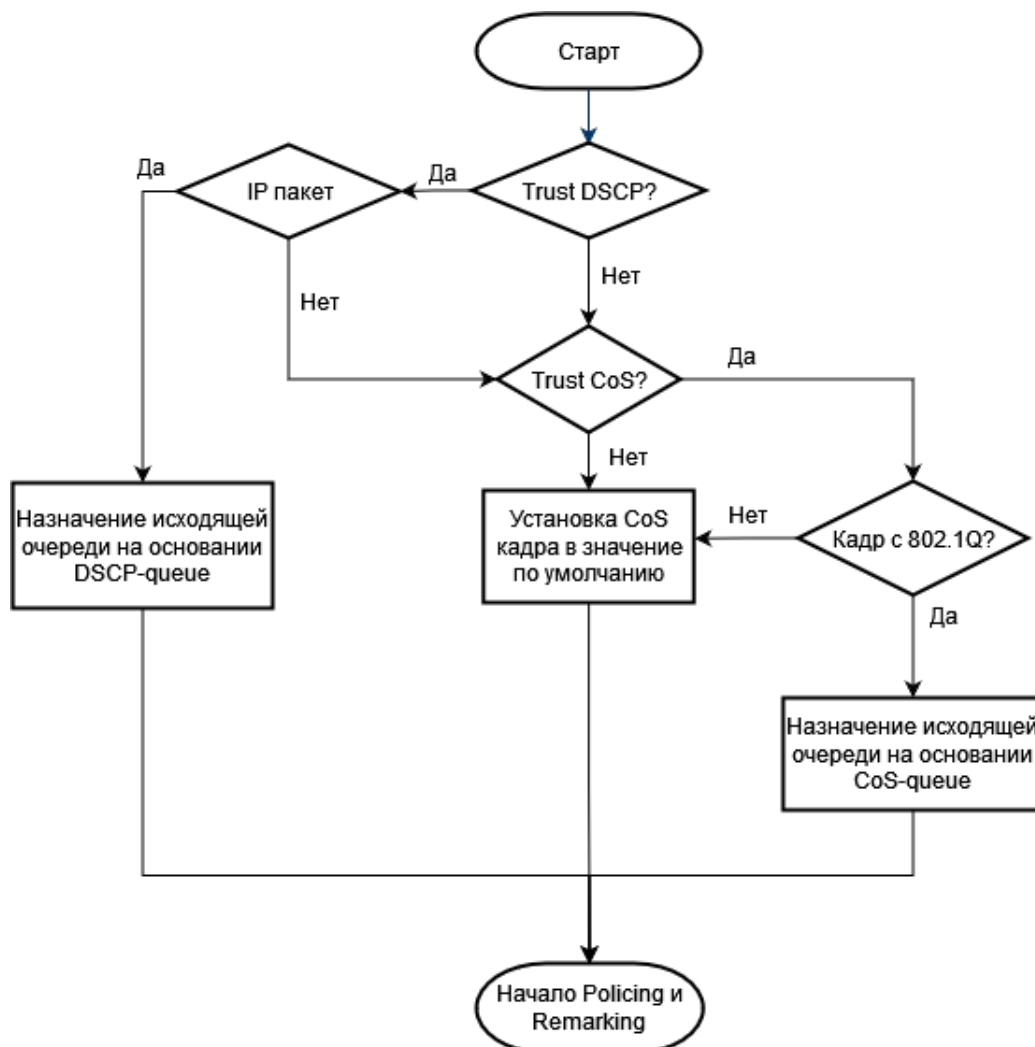 Старт
Да
IP пакет
Да
Trust DSCP?
Нет
Нет
Trust CoS?
Да
Нет
Назначение исходящей
очереди на основании
DSCP-queue
Установка CoS
кадра в значение
по умолчанию
Нет
Кадр с 802.1Q?
Да
Назначение исходящей
очереди на основании
CoS-queue
Начало Policing и
Remarking